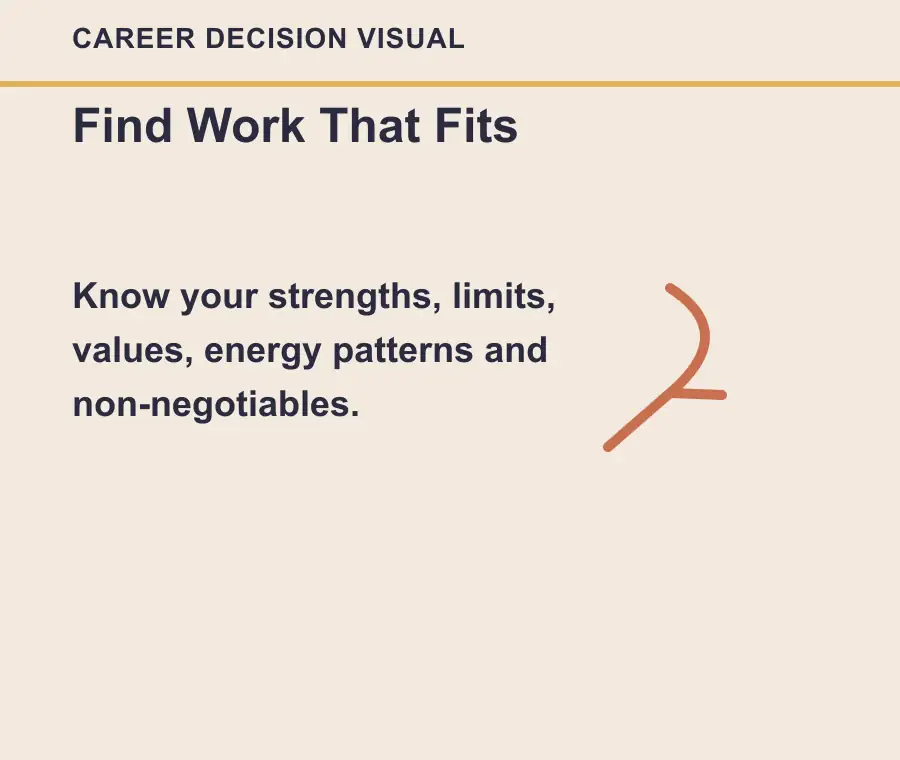 CAREER DECISION VISUAL
Find Work That Fits
Know your strengths, limits,
values, energy patterns and
non-negotiables.